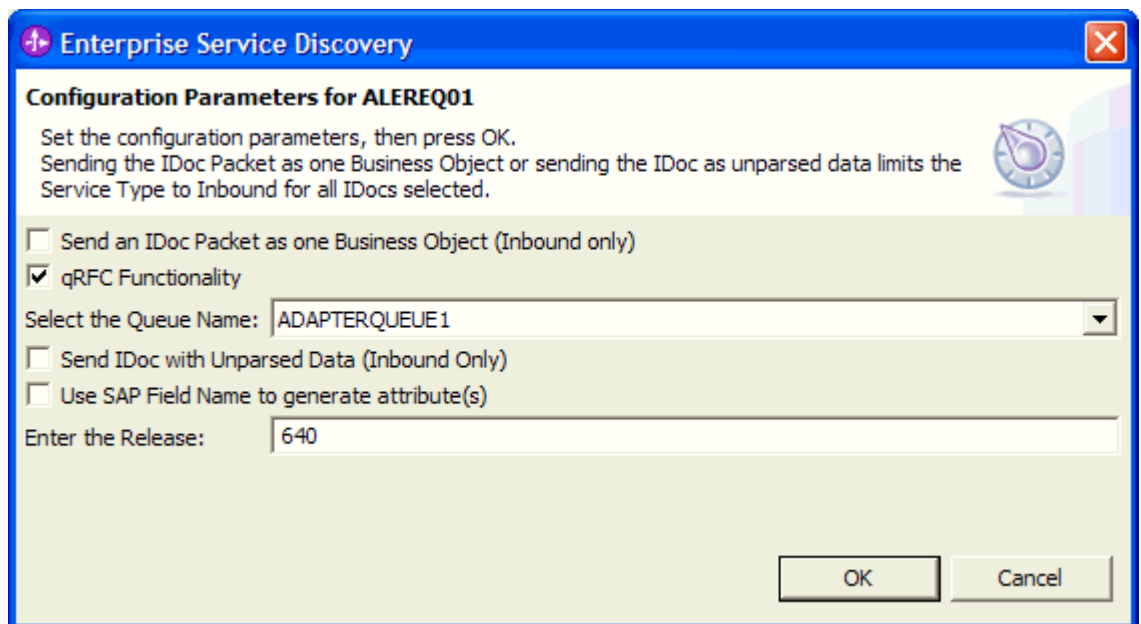 Enterprise Service Discovery
Configuration Parameters for ALEREQ01
Set the configuration parameters, then press OK.
Sending the IDoc Packet as one Business Object or sending the IDoc as unparsed data limits the
Service Type to Inbound for all IDocs selected.
Send an IDoc Packet as one Business Object (Inbound only)
qRFC Functionality
Select the Queue Name: ADAPTERQUEUE1
Send IDoc with Unparsed Data (Inbound Only)
Use SAP Field Name to generate attribute(s)
Enter the Release: 640
OK Cancel